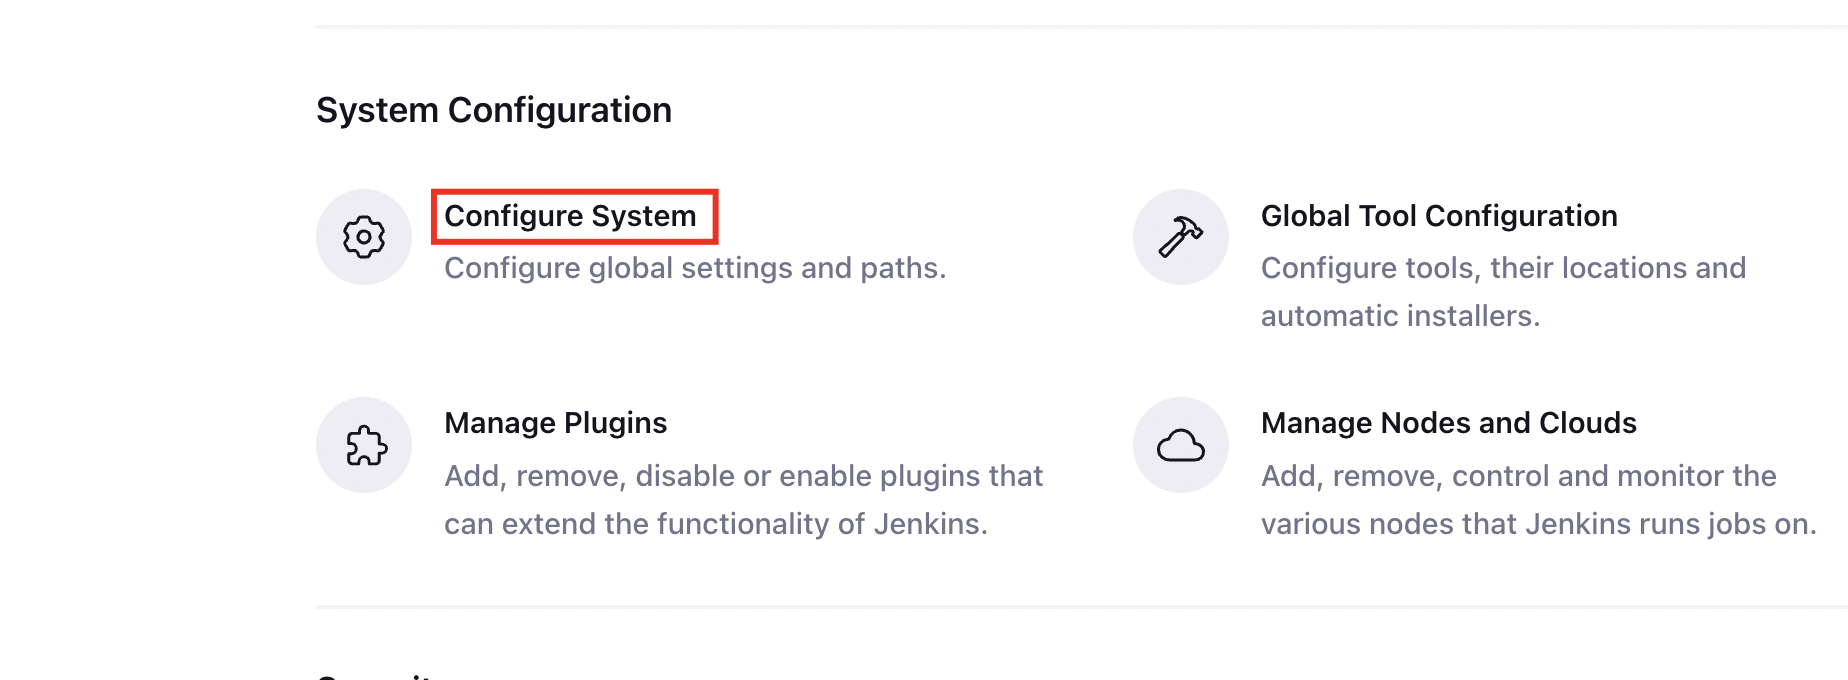 System Configuration
Configure System
Configure global settings and paths.
Global Tool Configuration
Configure tools, their locations and
automatic installers.
Manage Plugins
Add, remove, disable or enable plugins that
can extend the functionality of Jenkins.
Manage Nodes and Clouds
Add, remove, control and monitor the
various nodes that Jenkins runs jobs on.